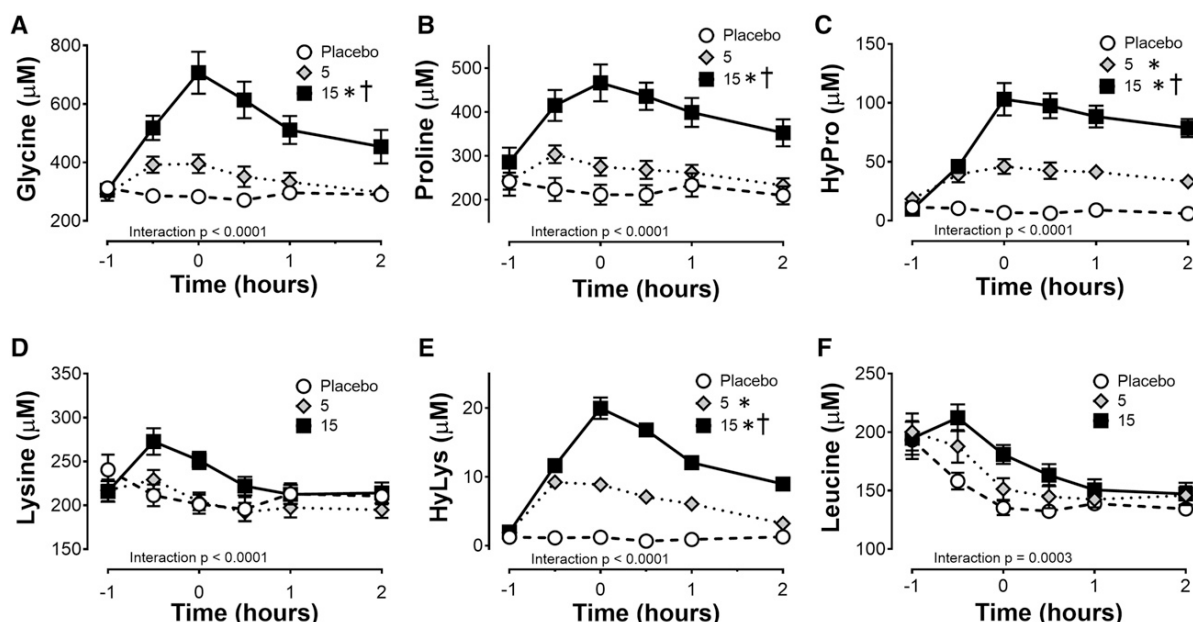 A
Glycine (μM)
800
600
400
200
Placebo
5
15 *†
Interaction p < 0.0001
-1 0 1 2
Time (hours)
B
Proline (μM)
500
400
300
200
Placebo
5
15 *†
Interaction p < 0.0001
-1 0 1 2
Time (hours)
C
HyPro (μM)
150
100
50
0
Placebo
5 *
15 *†
Interaction p < 0.0001
-1 0 1 2
Time (hours)
D
Lysine (μM)
350
300
250
200
150
Placebo
5
15
Interaction p < 0.0001
-1 0 1 2
Time (hours)
E
HyLys (μM)
20
10
0
Placebo
5 *
15 *†
Interaction p < 0.0001
-1 0 1 2
Time (hours)
F
Leucine (μM)
250
200
150
100
Placebo
5
15
Interaction p = 0.0003
-1 0 1 2
Time (hours)